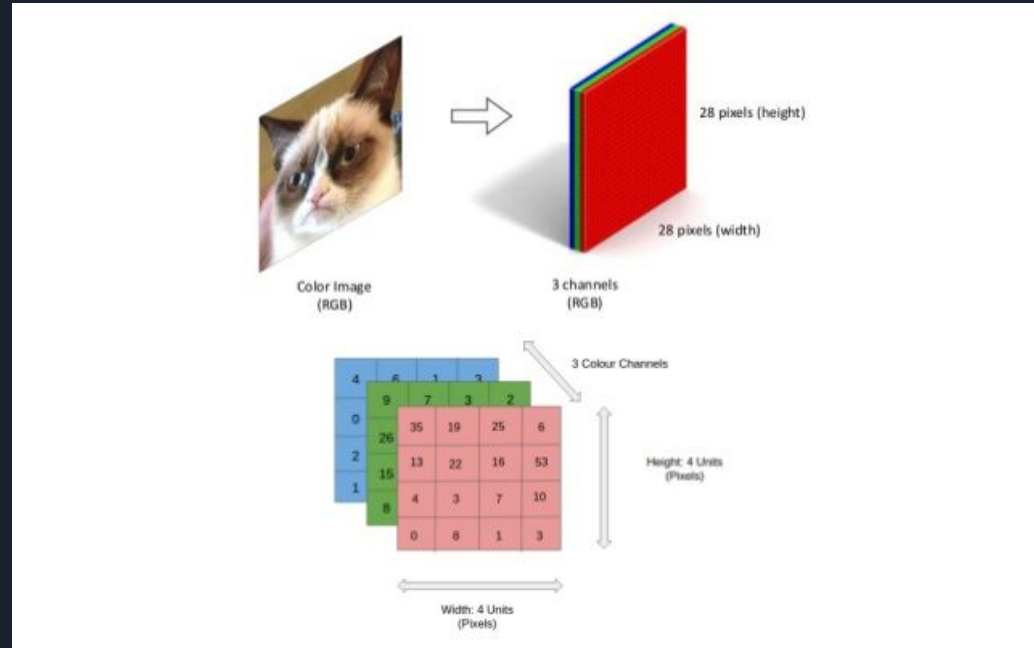 28 pixels (height)
28 pixels (width)
Color Image
(RGB)
3 channels
(RGB)
3 Colour Channels
4 6 1 3
9 7 3 2
0
35 19 25 6
26
2
13 22 16 53
15
1
4 3 7 10
8
0 8 1 3
Height: 4 Units
(Pixels)
Width: 4 Units
(Pixels)